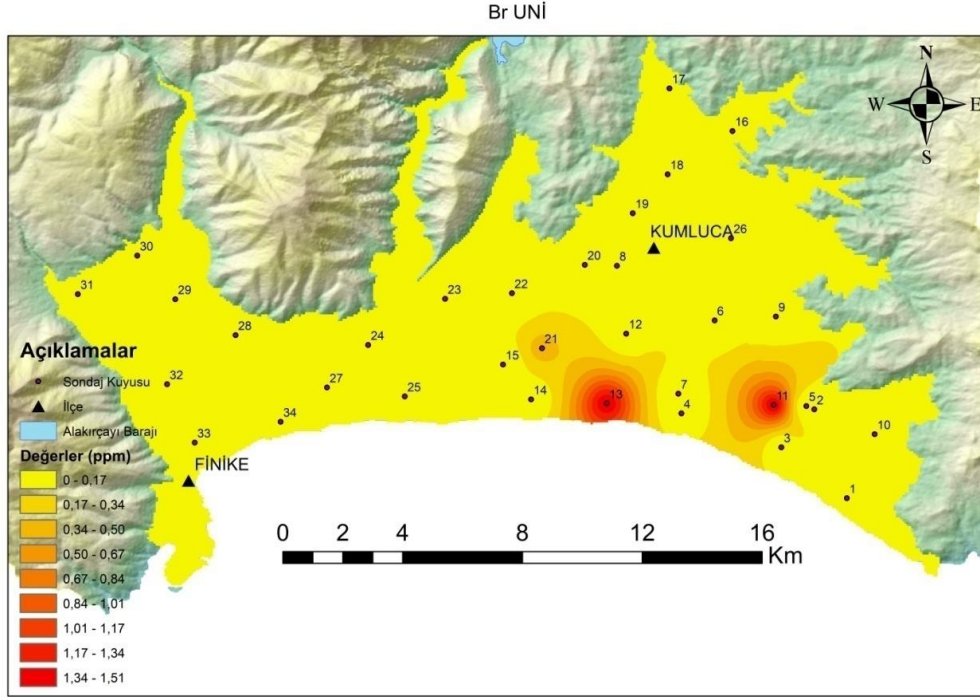 Br UNİ
N
W E
S
17
16
18
19
KUMLUCA
26
30
20
8
31
29
23
22
6
9
28
24
12
21
Açıklamalar
Sondaj Kuyusu
İlçe
Alakırçayı Barajı
Değerler (ppm)
0 - 0,17
0,17 - 0,34
0,34 - 0,50
0,50 - 0,67
0,67 - 0,84
0,84 - 1,01
1,01 - 1,17
1,17 - 1,34
1,34 - 1,51
15
32
27
25
14
13
7
4
11
5
2
34
33
3
10
FİNİKE
1
0 2 4 8 12 16
Km